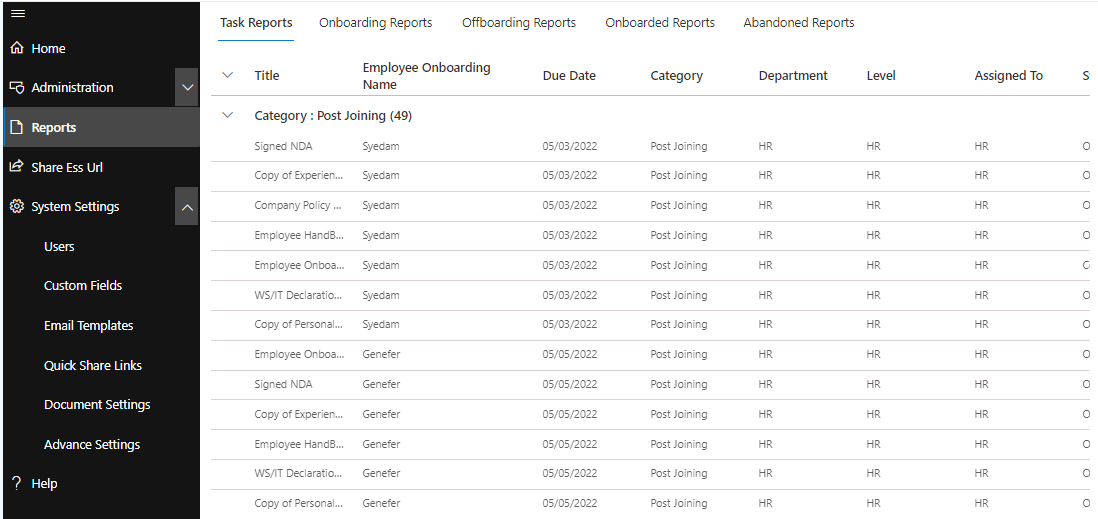 Home
Administration
Reports
Share Ess Url
System Settings
Users
Custom Fields
Email Templates
Quick Share Links
Document Settings
Advance Settings
Help
Task Reports Onboarding Reports Offboarding Reports Onboarded Reports Abandoned Reports
Title Employee Onboarding Name Due Date Category Department Level Assigned To S
Category : Post Joining (49)
Signed NDA Syedam 05/03/2022 Post Joining HR HR HR O
Copy of Experien... Syedam 05/03/2022 Post Joining HR HR HR O
Company Policy ... Syedam 05/03/2022 Post Joining HR HR HR O
Employee HandB... Syedam 05/03/2022 Post Joining HR HR HR O
Employee Onboa... Syedam 05/03/2022 Post Joining HR HR HR C
WS/IT Declaratio... Syedam 05/03/2022 Post Joining HR HR HR O
Copy of Personal... Syedam 05/03/2022 Post Joining HR HR HR O
Employee Onboa... Genefer 05/05/2022 Post Joining HR HR HR O
Signed NDA Genefer 05/05/2022 Post Joining HR HR HR O
Copy of Experien... Genefer 05/05/2022 Post Joining HR HR HR O
Employee HandB... Genefer 05/05/2022 Post Joining HR HR HR O
WS/IT Declaratio... Genefer 05/05/2022 Post Joining HR HR HR O
Copy of Personal... Genefer 05/05/2022 Post Joining HR HR HR O